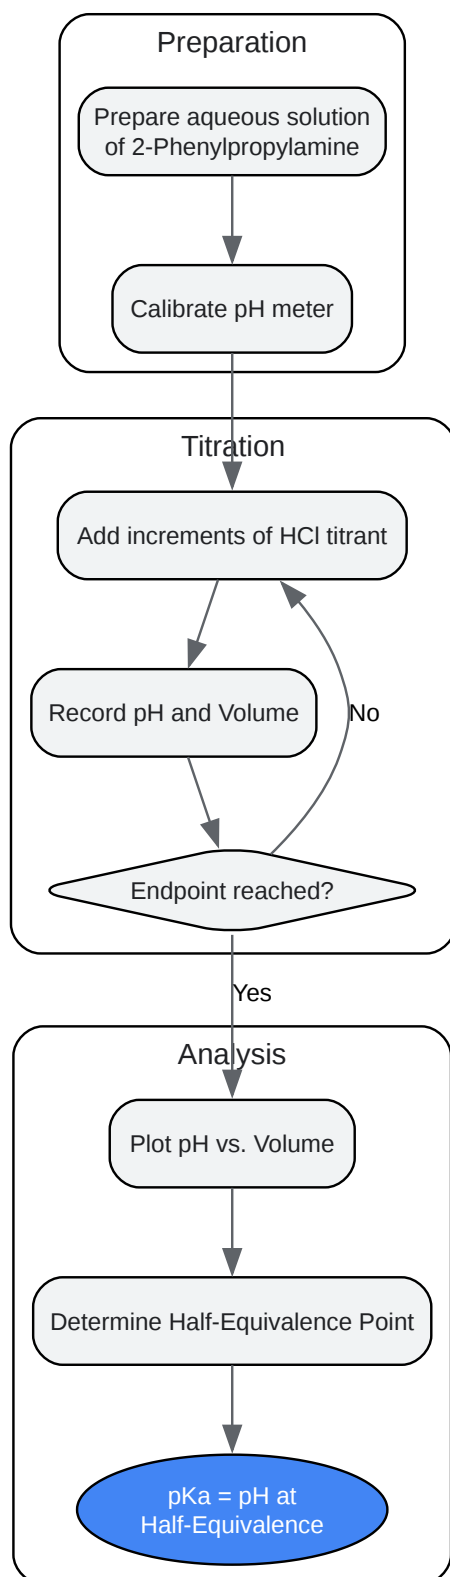 Preparation
Prepare aqueous solution
of 2-Phenylpropylamine
Calibrate pH meter
Titration
Add increments of HCl titrant
Record pH and Volume
No
Endpoint reached?
Yes
Analysis
Plot pH vs. Volume
Determine Half-Equivalence Point
pKa = pH at
Half-Equivalence